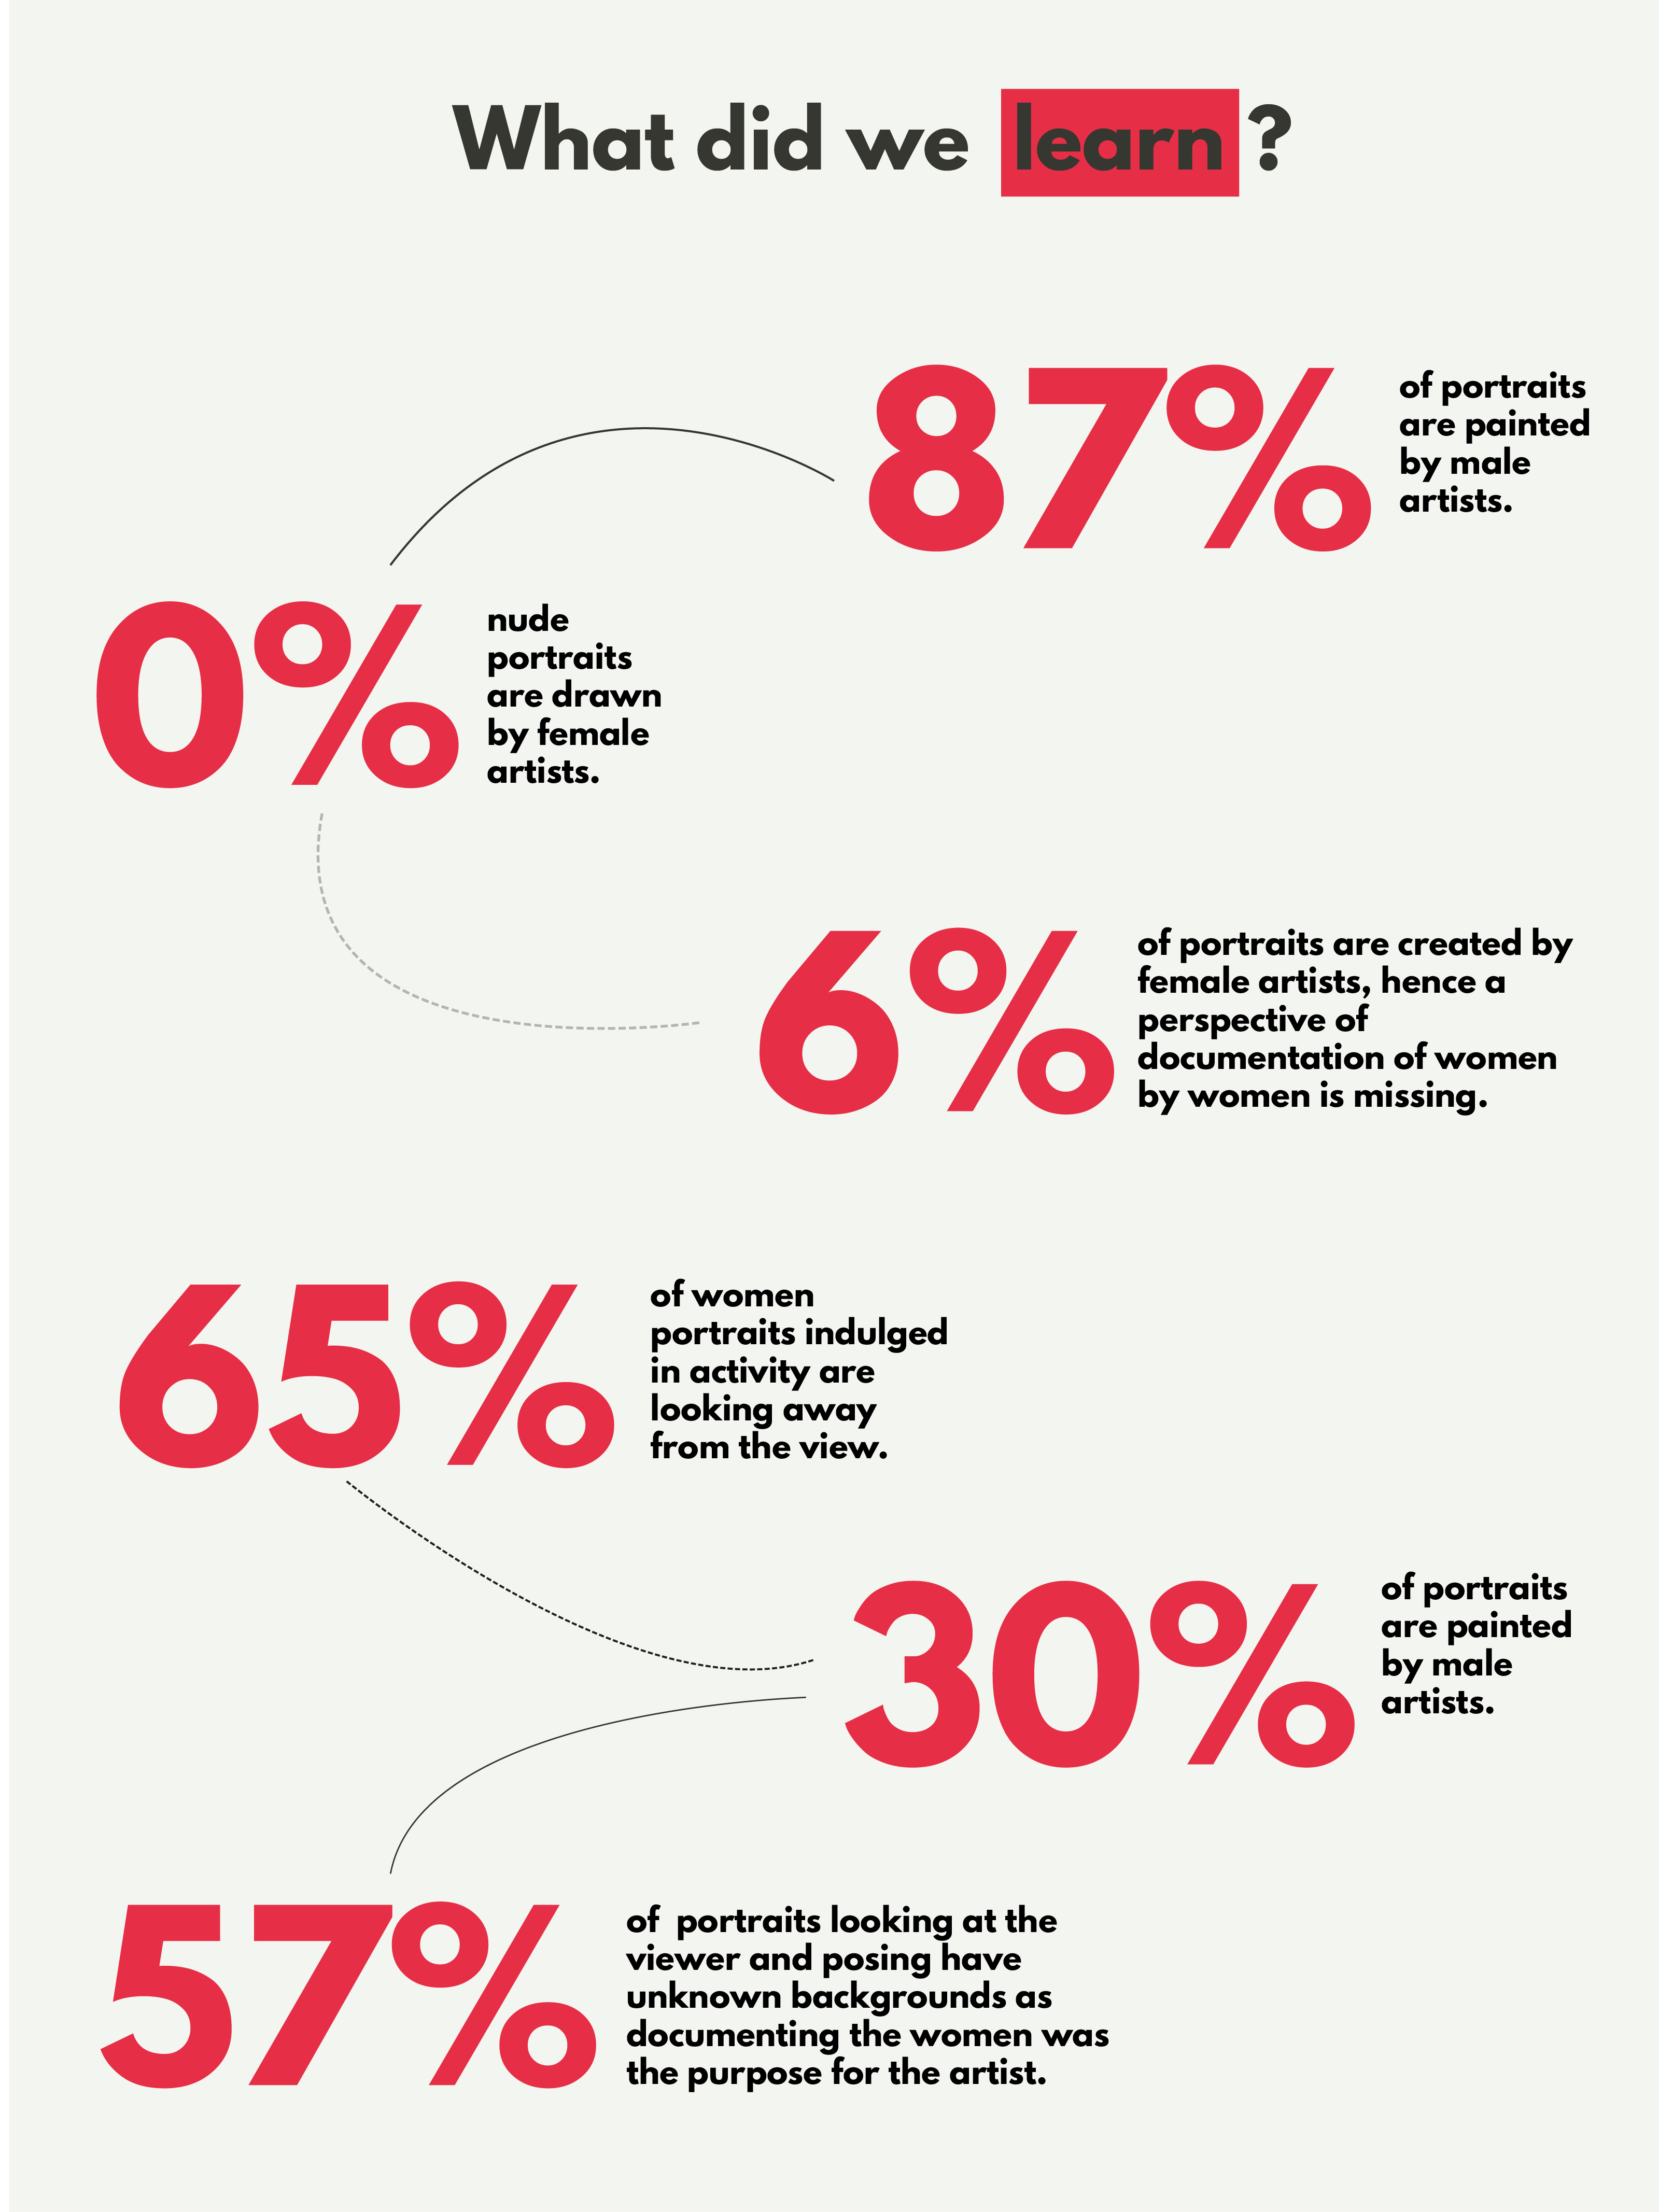 What did we learn ?
87%
of portraits
are painted
by male
artists.
0%
nude
portraits
are drawn
by female
artists.
6%
of portraits are created by
female artists, hence a
perspective of
documentation of women
by women is missing.
65%
of women
portraits indulged
in activity are
looking away
from the view.
30%
of portraits
are painted
by male
artists.
57%
of  portraits looking at the
viewer and posing have
unknown backgrounds as
documenting the women was
the purpose for the artist.